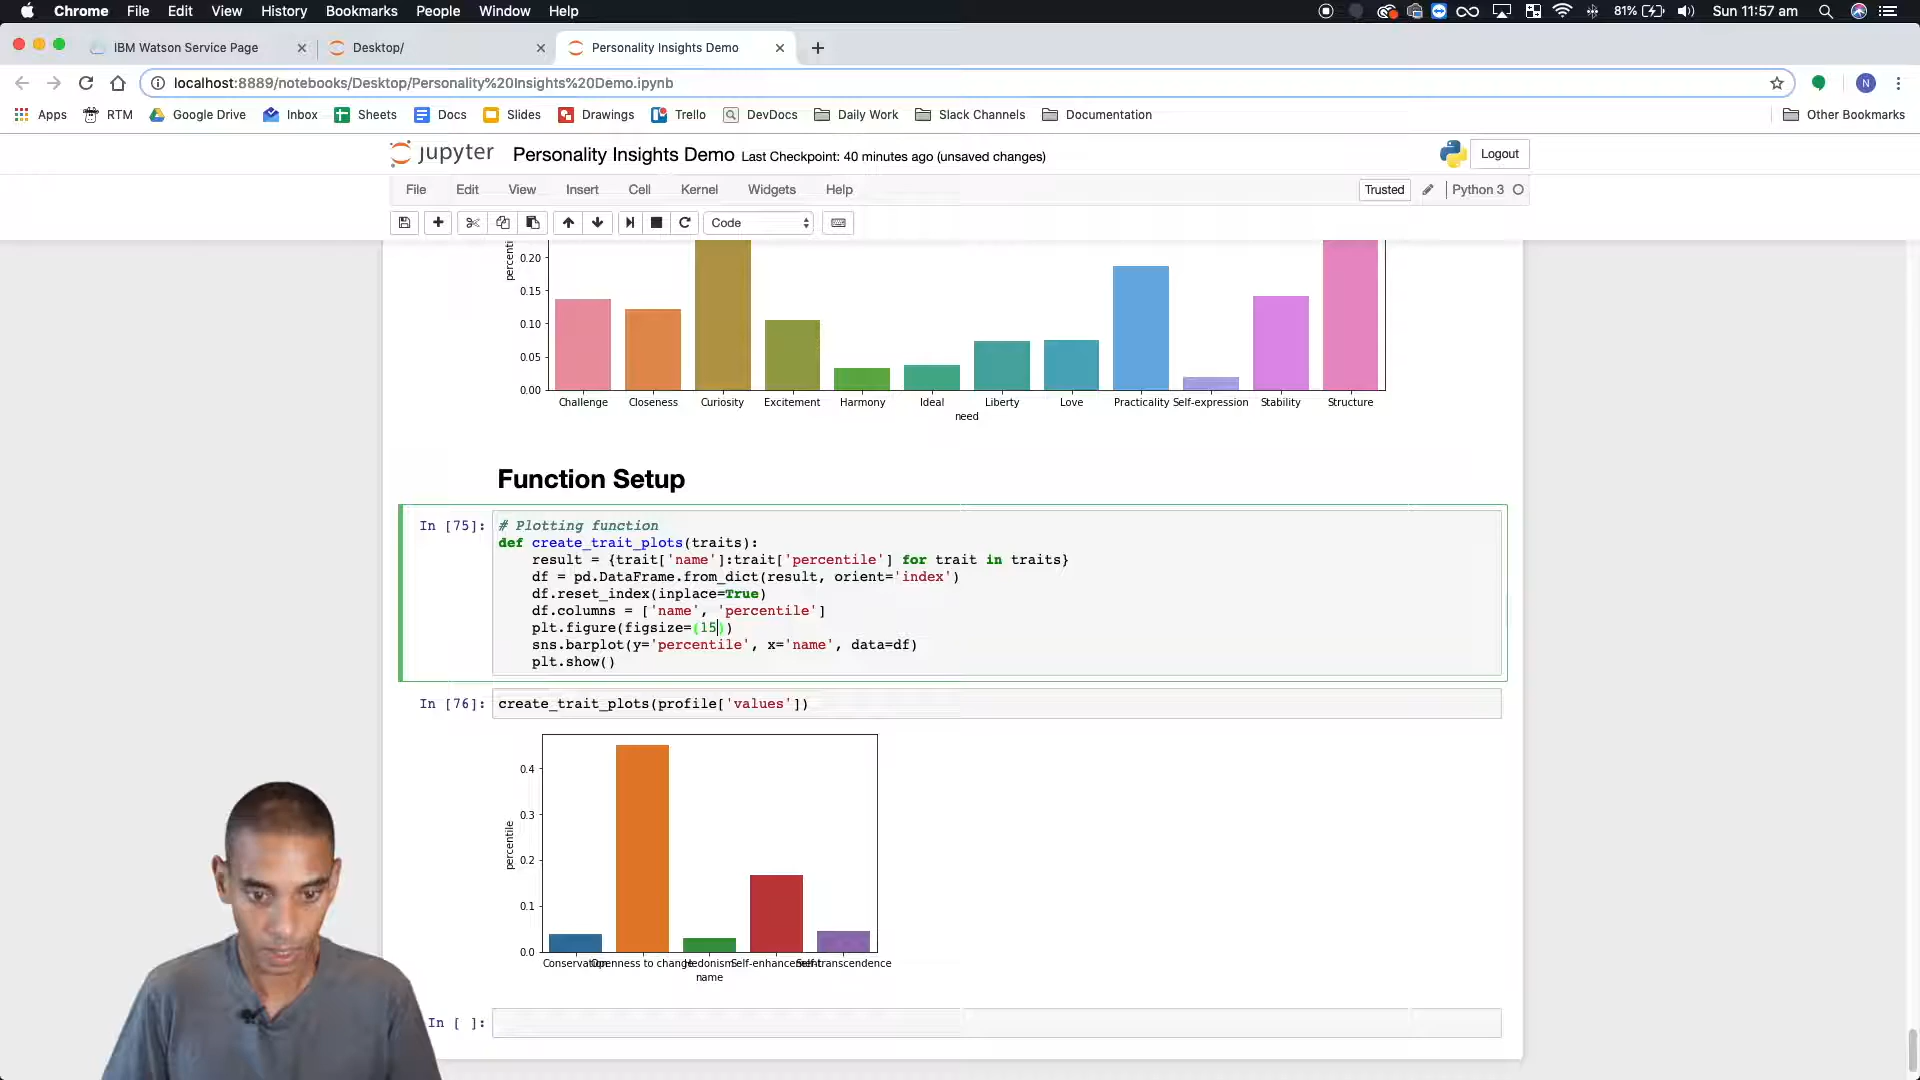 Chrome File Edit View History Bookmarks People Window Help 81% Sun 11:57 am
IBM Watson Service Page Desktop/ Personality Insights Demo
localhost:8889/notebooks/Desktop/Personality%20Insights%20Demo.ipynb N
Apps RTM Google Drive Inbox Sheets Docs Slides Drawings Trello DevDocs Daily Work Slack Channels Documentation Other Bookmarks
jupyter Personality Insights Demo Last Checkpoint: 40 minutes ago (unsaved changes) Logout
File Edit View Insert Cell Kernel Widgets Help Trusted Python 3
Code
percenti
0.20
0.15
0.10
0.05
0.00
Challenge Closeness Curiosity Excitement Harmony Ideal Liberty Love Practicality Self-expression Stability Structure
need
Function Setup
In [75]: # Plotting function
def create_trait_plots(traits):
result = {trait['name']:trait['percentile'] for trait in traits}
df = pd.DataFrame.from_dict(result, orient='index')
df.reset_index(inplace=True)
df.columns = ['name', 'percentile']
plt.figure(figsize=(15))
sns.barplot(y='percentile', x='name', data=df)
plt.show()
In [76]: create_trait_plots(profile['values'])
percentile
0.4
0.3
0.2
0.1
0.0
Openness to change Hedonism Self-enhancement
name
In [ ]: